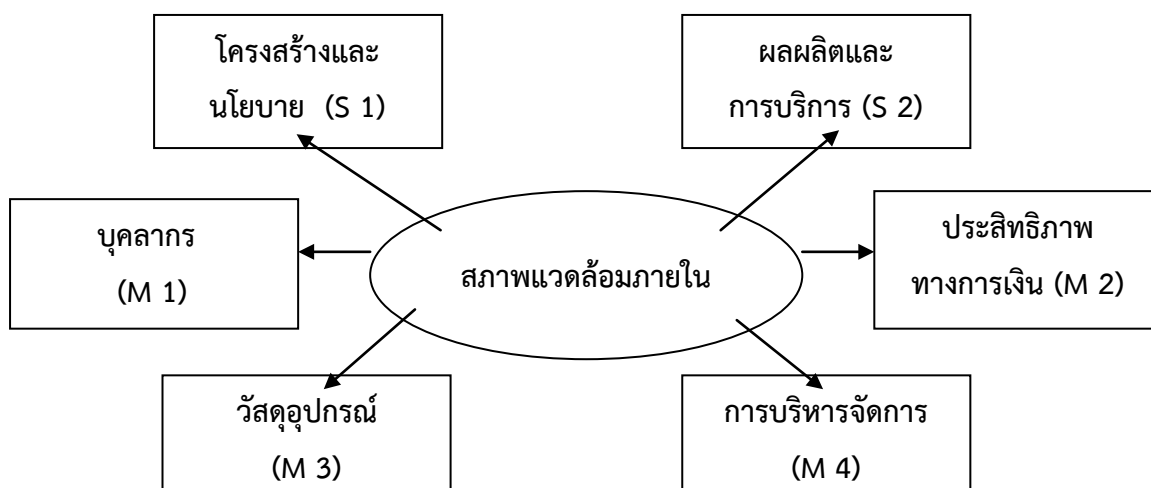 โครงสร้างและ
นโยบาย (S 1)
ผลผลิตและ
การบริการ (S 2)
บุคลากร
(M 1)
สภาพแวดล้อมภายใน
ประสิทธิภาพ
ทางการเงิน (M 2)
วัสดุอุปกรณ์
(M 3)
การบริหารจัดการ
(M 4)